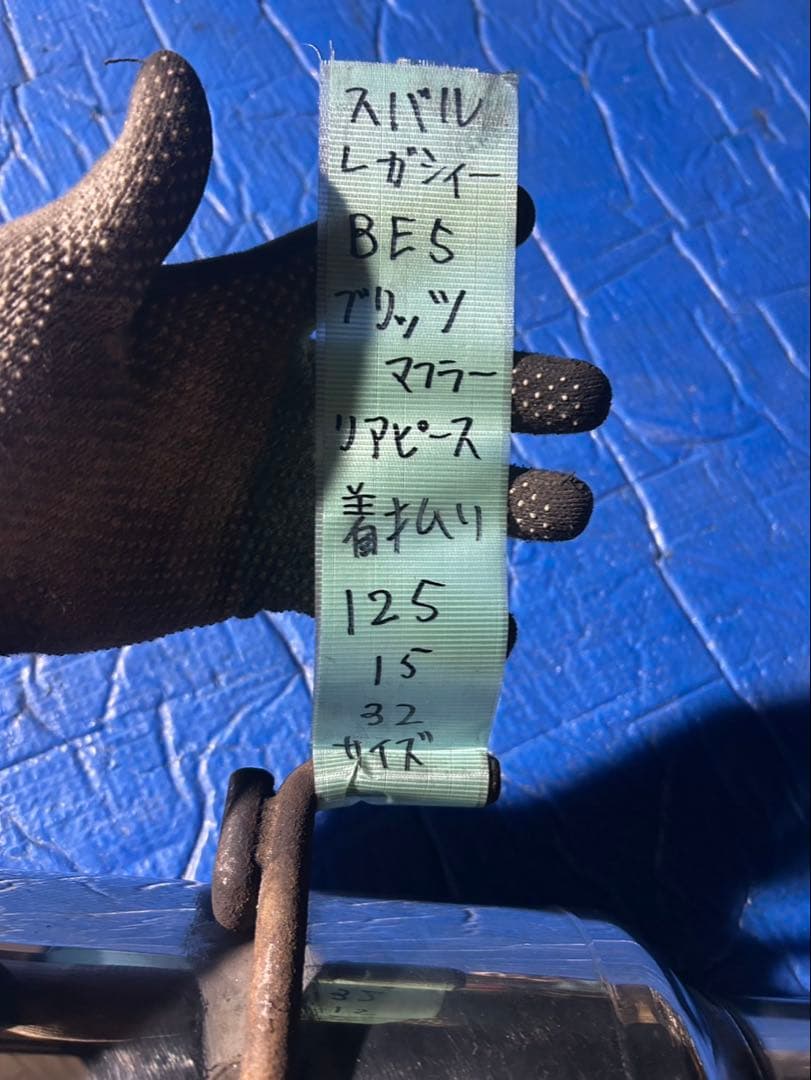 スバル
レガシィー
BE5
ブリッツ
マフラー
リアピース
着払い
125
15
32
サイズ